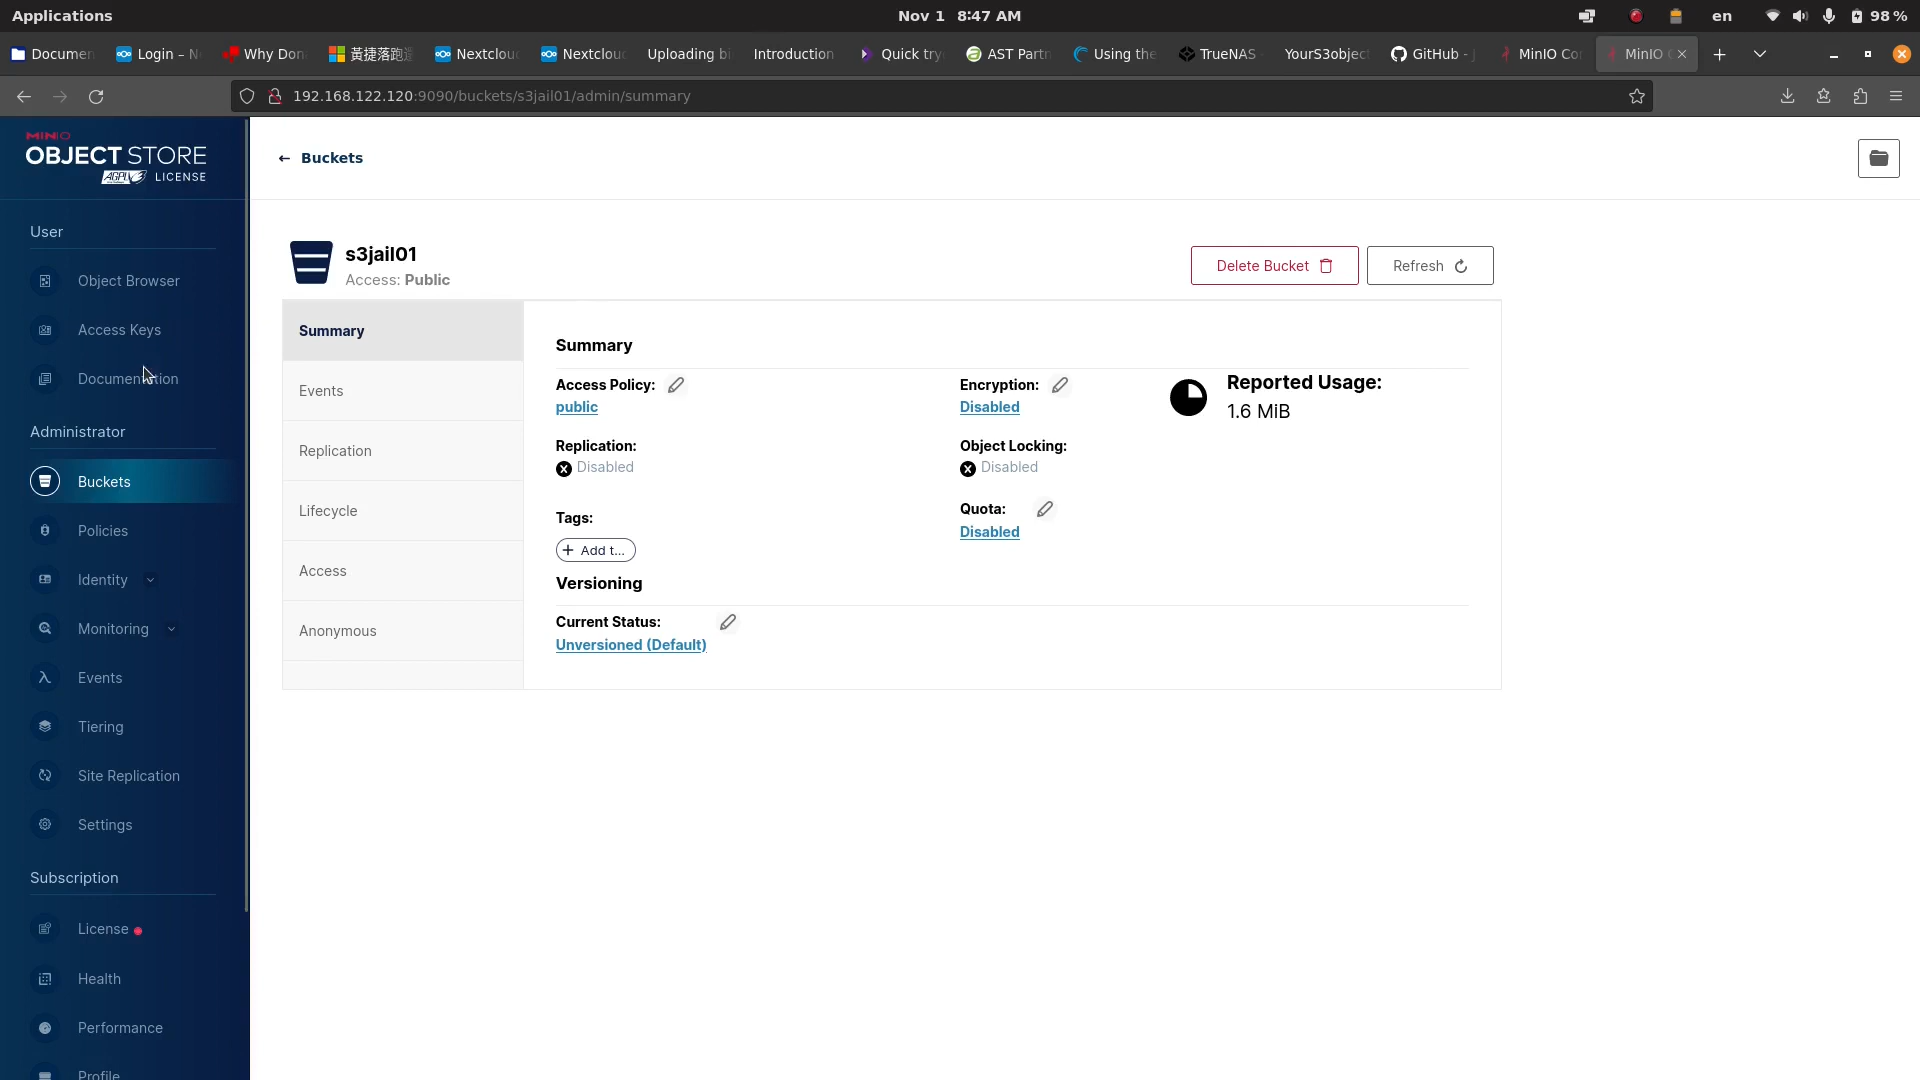 Applications
Nov 1 8:47 AM
en
98 %
Documen
Login – N
Why Don
黃捷落跑選
Nextclou
Nextclou
Uploading bi
Introduction
Quick try
AST Partn
Using the
TrueNAS
YourS3object
GitHub - j
MinIO Co
MinIO
192.168.122.120:9090/buckets/s3jail01/admin/summary
MINIO
OBJECT STORE
AGPL LICENSE
User
Object Browser
Access Keys
Documentation
Administrator
Buckets
Policies
Identity
Monitoring
Events
Tiering
Site Replication
Settings
Subscription
License
Health
Performance
Profile
Buckets
s3jail01
Access: Public
Delete Bucket
Refresh
Summary
Events
Replication
Lifecycle
Access
Anonymous
Summary
Access Policy:
public
Encryption:
Disabled
Reported Usage:
1.6 MiB
Replication:
Disabled
Object Locking:
Disabled
Tags:
Add t...
Quota:
Disabled
Versioning
Current Status:
Unversioned (Default)